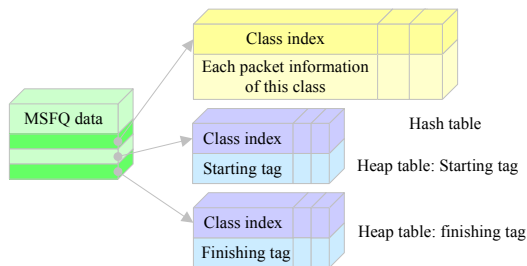 Class index
Each packet information
of this class
MSFQ data
Hash table
Class index
Starting tag
Heap table: Starting tag
Class index
Finishing tag
Heap table: finishing tag